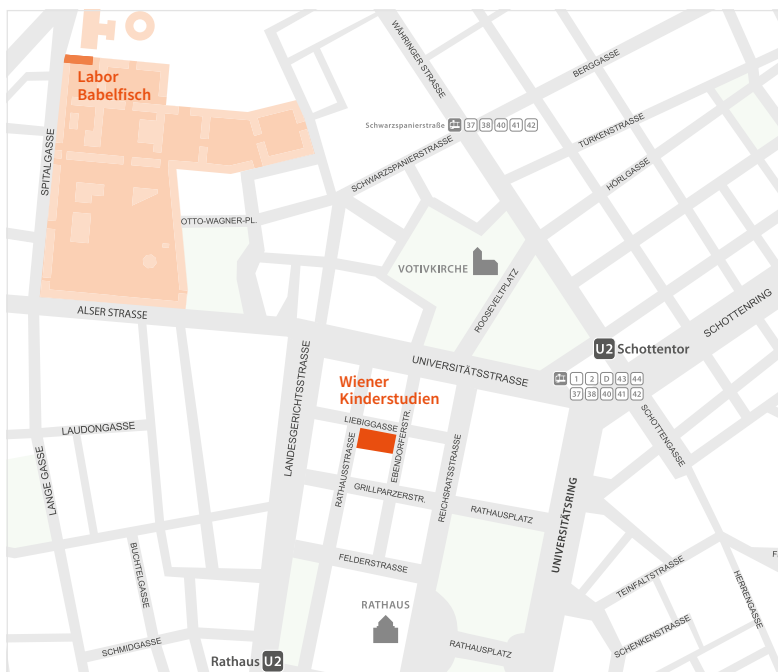 Labor
Babelfisch
SPITALGASSE
WÄHRINGER STRASSE
BERGGASSE
Schwarzspanierstraße 37 38 40 41 42
TÜRKENSTRASSE
SCHWARZSPANIERSTRASSE
HÖRLGASSE
OTTO-WAGNER-PL.
VOTIVKIRCHE
ROOSEVELTPLATZ
ALSER STRASSE
SCHOTTENRING
U2 Schottentor
UNIVERSITÄTSSTRASSE
1 2 D 43 44
37 38 40 41 42
Wiener
Kinderstudien
LANDESGERICHTSSTRASSE
LIEBIGGASSE
EBENDORFERSTR.
SCHOTTENGASSE
LAUDONGASSE
RATHAUSSTRASSE
REICHSRATSSTRASSE
LANGE GASSE
GRILLPARZERSTR.
RATHAUSPLATZ
UNIVERSITÄTSRING
BUCHTELGASSE
FELDERSTRASSE
TEINFALTSTRASSE
F
HERRENGASSE
RATHAUS
SCHMIDGASSE
RATHAUSPLATZ
SCHENKENSTRASSE
Rathaus U2